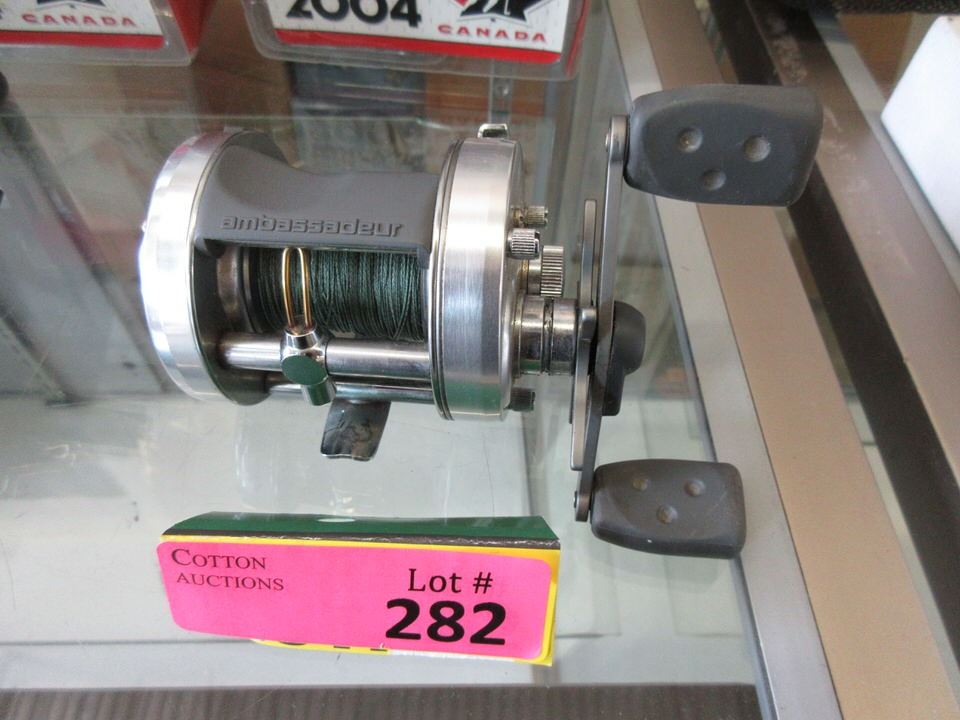 CANADA
2004
CANADA
ambassadeur
COTTON
AUCTIONS
Lot #
282